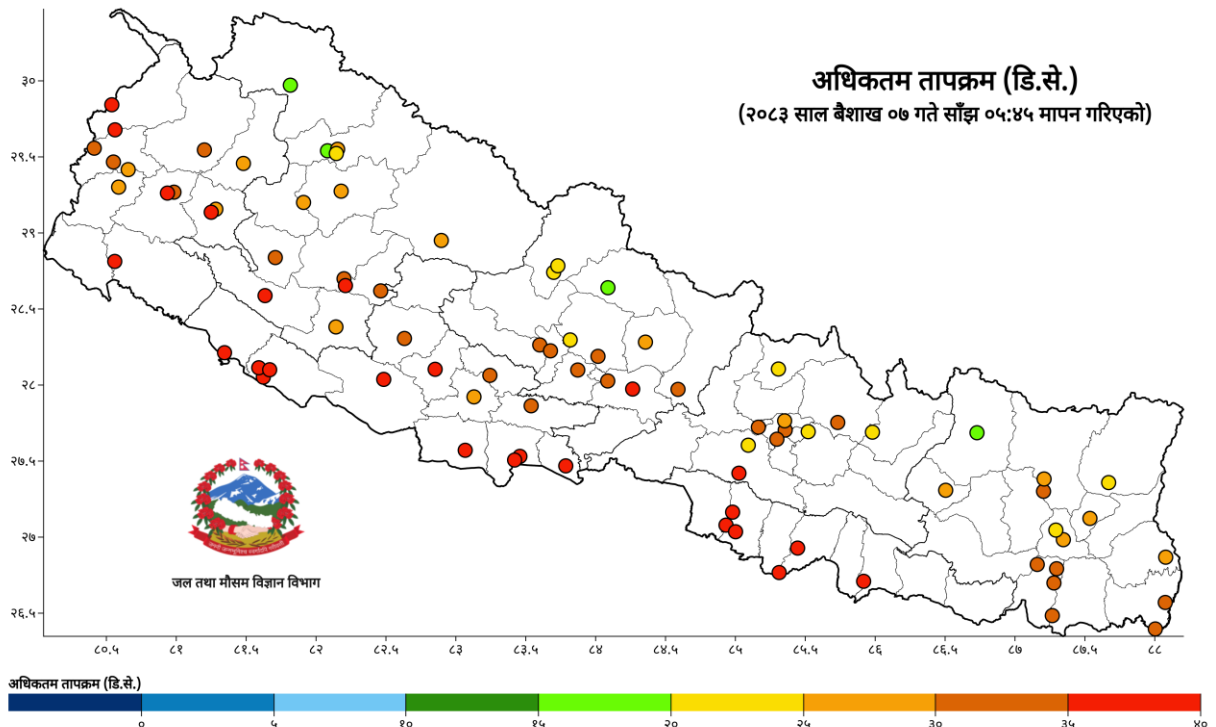 अधिकतम तापक्रम (डि.से.)
(२०८३ साल बैशाख ०७ गते साँझ ०५:४५ मापन गरिएको)
३०
२९.५
२९
२८.५
२८
२७.५
२७
२६.५
जल तथा मौसम विज्ञान विभाग
८०.५ ८१ ८१.५ ८२ ८२.५ ८३ ८३.५ ८४ ८४.५ ८५ ८५.५ ८६ ८६.५ ८७ ८७.५ ८८
अधिकतम तापक्रम (डि.से.)
० ५ १० १५ २० २५ ३० ३५ ४०